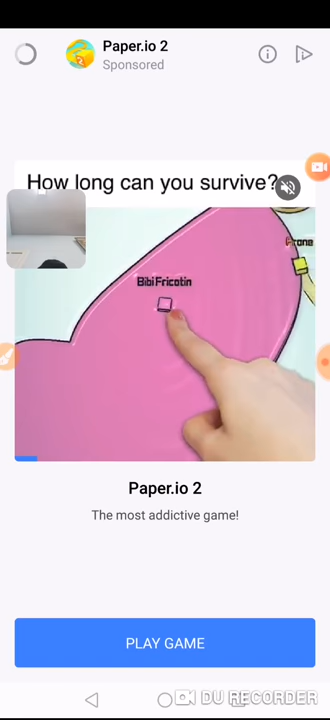 Paper.io 2
Sponsored
How long can you survive?
BibiFricotin
Paper.io 2
The most addictive game!
PLAY GAME
DU RECORDER